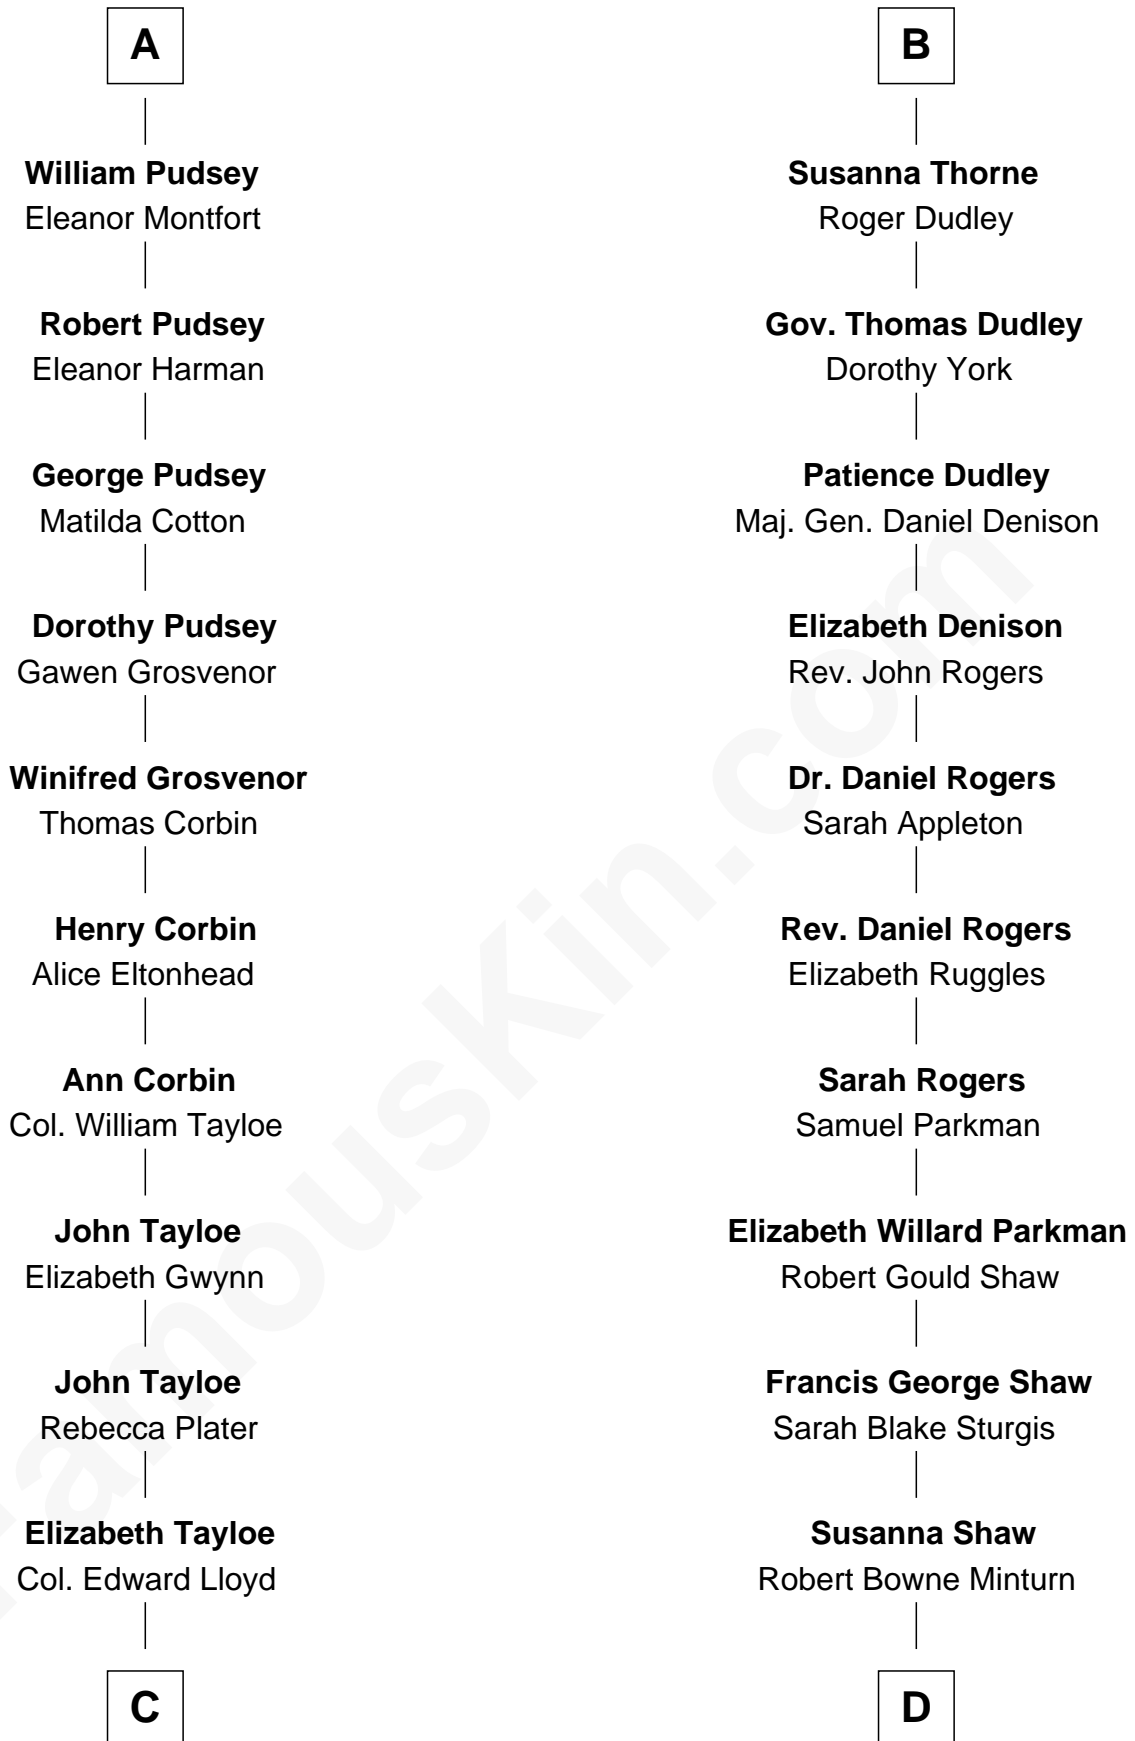 A
William Pudsey
Eleanor Montfort
Robert Pudsey
Eleanor Harman
George Pudsey
Matilda Cotton
Dorothy Pudsey
Gawen Grosvenor
Winifred Grosvenor
Thomas Corbin
Henry Corbin
Alice Eltonhead
Ann Corbin
Col. William Tayloe
John Tayloe
Elizabeth Gwynn
John Tayloe
Rebecca Plater
Elizabeth Tayloe
Col. Edward Lloyd
C
B
Susanna Thorne
Roger Dudley
Gov. Thomas Dudley
Dorothy York
Patience Dudley
Maj. Gen. Daniel Denison
Elizabeth Denison
Rev. John Rogers
Dr. Daniel Rogers
Sarah Appleton
Rev. Daniel Rogers
Elizabeth Ruggles
Sarah Rogers
Samuel Parkman
Elizabeth Willard Parkman
Robert Gould Shaw
Francis George Shaw
Sarah Blake Sturgis
Susanna Shaw
Robert Bowne Minturn
D
FamousKin.com